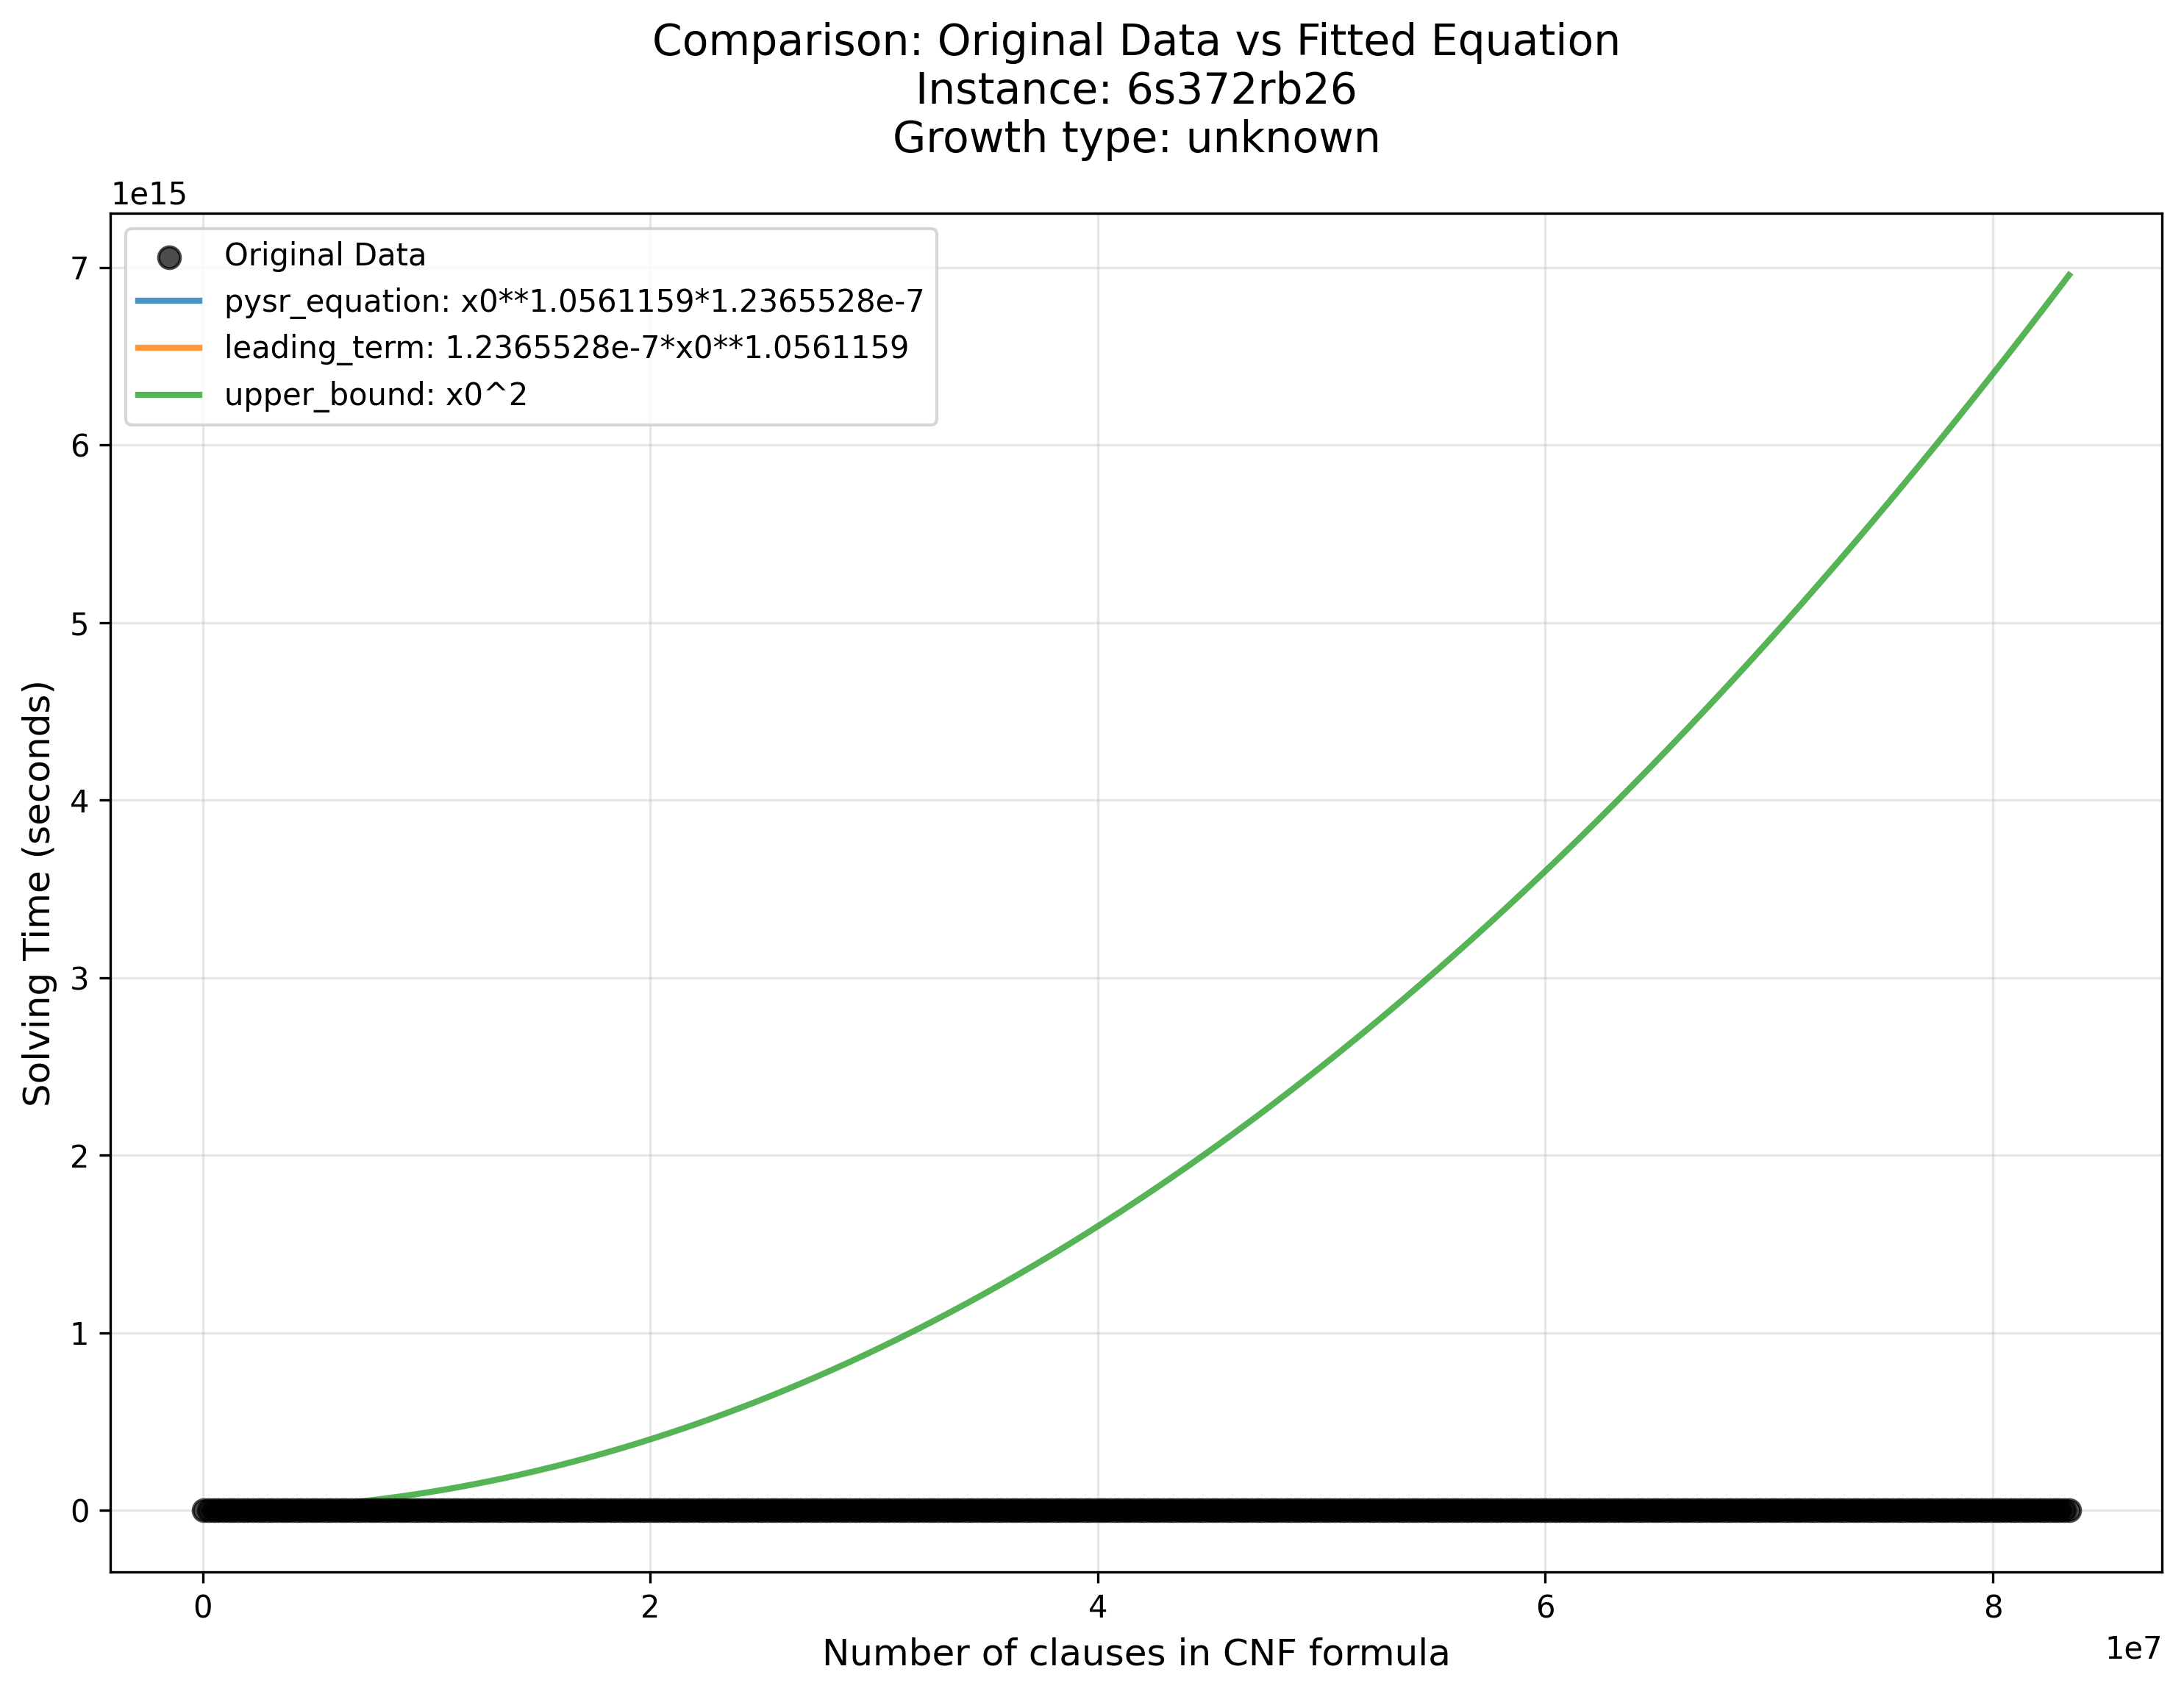 Comparison: Original Data vs Fitted Equation
Instance: 6s372rb26
Growth type: unknown
1e15
Original Data
pysr_equation: x0**1.0561159*1.2365528e-7
leading_term: 1.2365528e-7*x0**1.0561159
upper_bound: x0^2
7
6
5
4
3
2
1
0
Solving Time (seconds)
0 2 4 6 8
1e7
Number of clauses in CNF formula